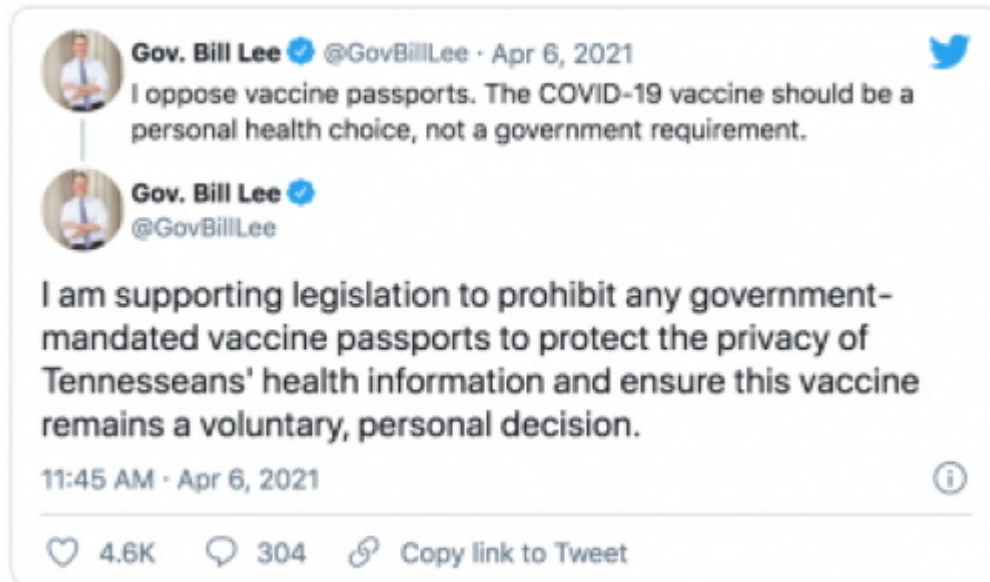 Gov. Bill Lee @GovBillLee · Apr 6, 2021
I oppose vaccine passports. The COVID-19 vaccine should be a
personal health choice, not a government requirement.
Gov. Bill Lee
@GovBillLee
I am supporting legislation to prohibit any government-
mandated vaccine passports to protect the privacy of
Tennesseans' health information and ensure this vaccine
remains a voluntary, personal decision.
11:45 AM · Apr 6, 2021
4.6K 304 Copy link to Tweet